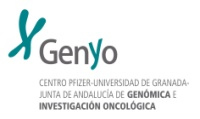 Genyo
CENTRO PFIZER-UNIVERSIDAD DE GRANADA-
JUNTA DE ANDALUCÍA DE GENÓMICA E
INVESTIGACIÓN ONCOLÓGICA